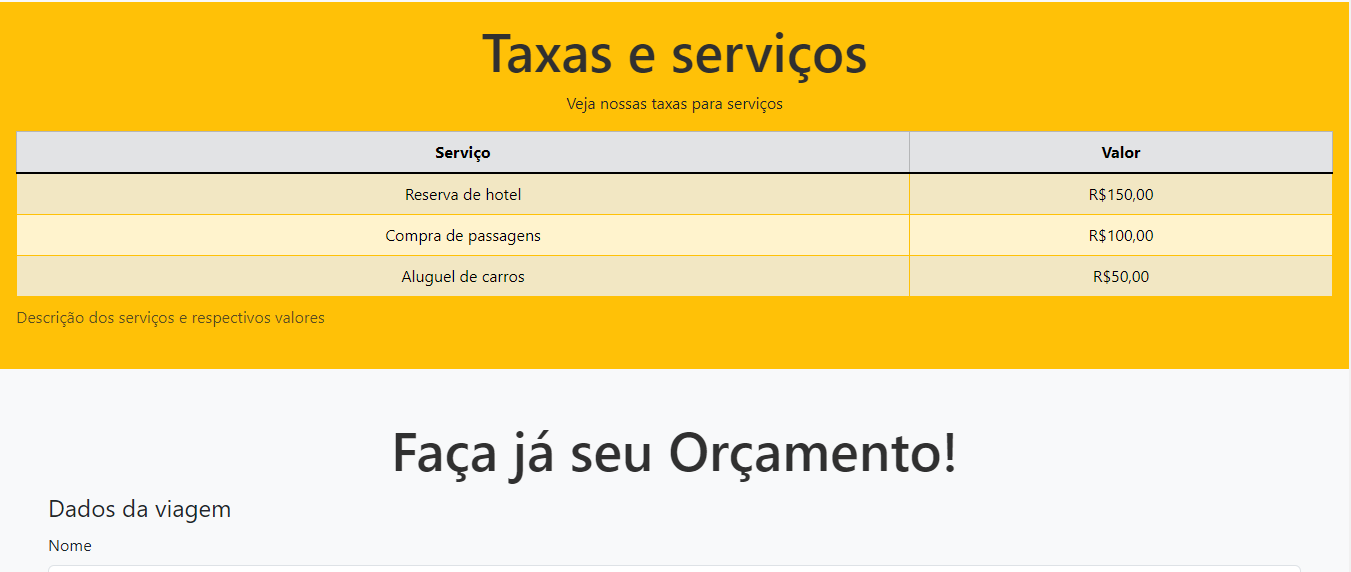 Taxas e serviços
Veja nossas taxas para serviços
Serviço Valor
Reserva de hotel R$150,00
Compra de passagens R$100,00
Aluguel de carros R$50,00
Descrição dos serviços e respectivos valores
Faça já seu Orçamento!
Dados da viagem
Nome